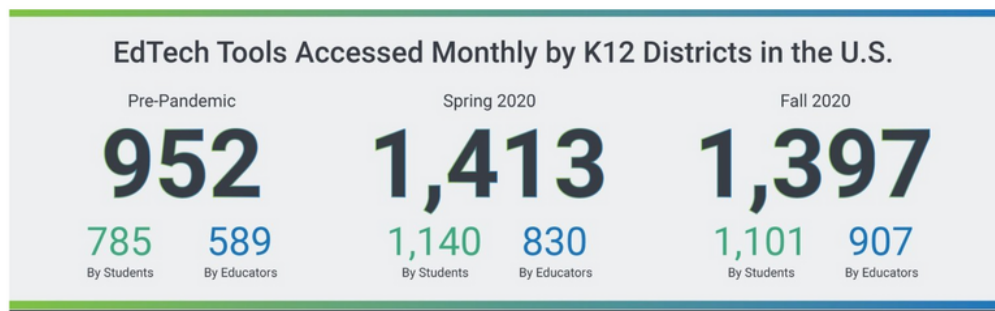 EdTech Tools Accessed Monthly by K12 Districts in the U.S.
Pre-Pandemic
952
785 589
By Students By Educators
Spring 2020
1,413
1,140 830
By Students By Educators
Fall 2020
1,397
1,101 907
By Students By Educators